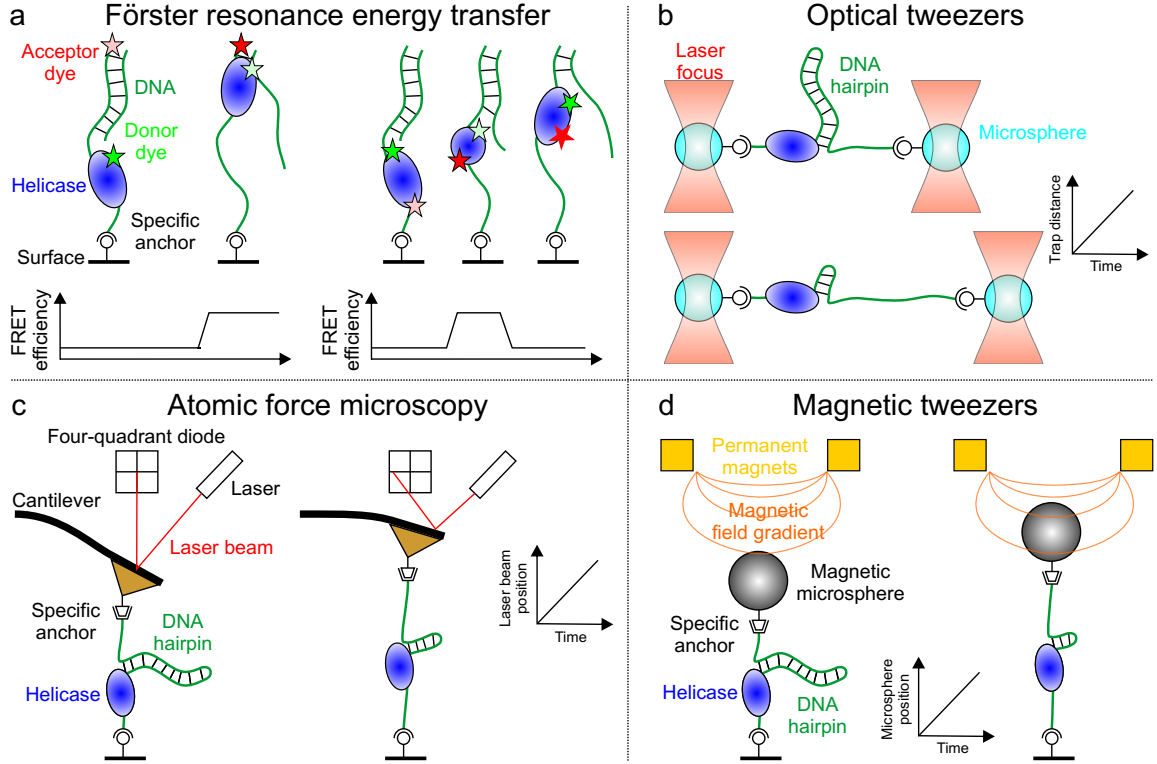 a
Förster resonance energy transfer
Acceptor
dye
DNA
Donor
dye
Helicase
Specific
anchor
Surface
FRET
efficiency
FRET
efficiency
b
Optical tweezers
Laser
focus
DNA
hairpin
Microsphere
Trap distance
Time
c
Atomic force microscopy
Four-quadrant diode
Cantilever
Laser
Laser beam
Specific
anchor
DNA
hairpin
Helicase
Laser beam
position
Time
d
Magnetic tweezers
Permanent
magnets
Magnetic
field gradient
Magnetic
microsphere
Specific
anchor
Helicase
DNA
hairpin
Microsphere
position
Time